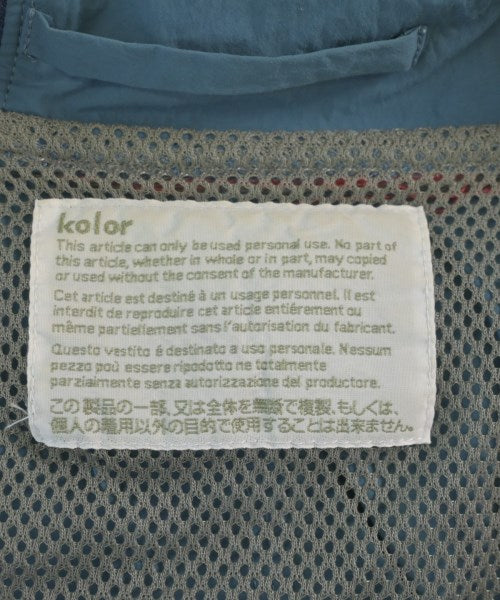 kolor
This article can only be used personal use. No part of
this article, whether in whole or in part, may copied
or used without the consent of the manufacturer.
Cet article est destiné à un usage personnel. Il est
interdit de reproduire cet article entiérement ou
même partiellement sans l'autorisation du fabricant.
Questo vestito é destinato a uso personale. Nessum
pezzo puó essere ripodotto ne totalmente
parzialmente senza autorizzazione del produttore.
この製品の一部、又は全体を無断で複製、もしくは、
個人の着用以外の目的で使用することは出来ません。